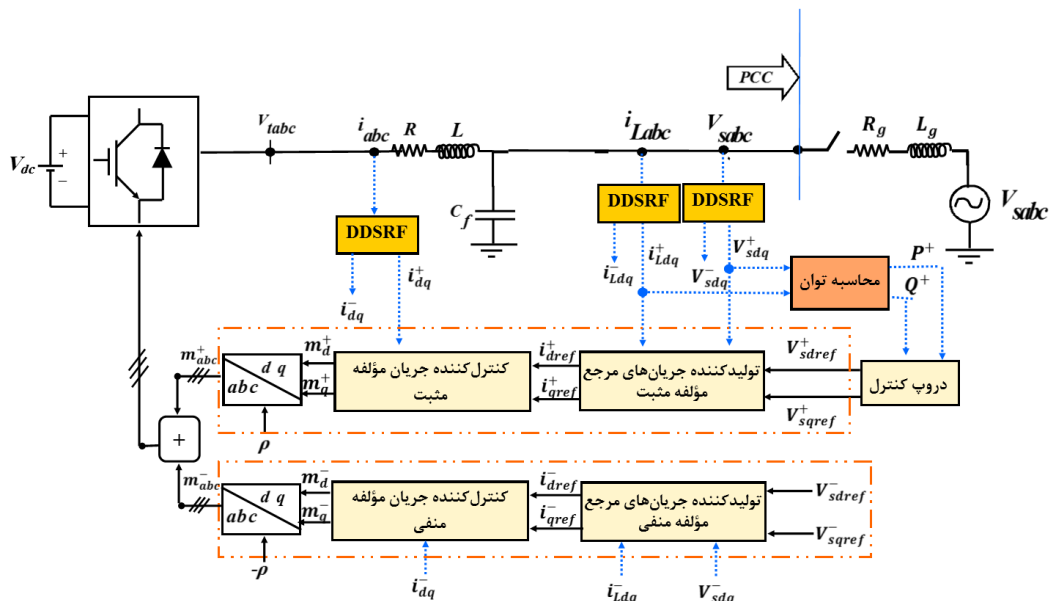 PCC
V_tabc
i_abc
R
L
i_Labc
V_sabc
R_g
L_g
V_dc
+
−
C_f
DDSRF
DDSRF
DDSRF
V_sabc
i⁻_dq
i⁺_dq
i⁻_Ldq
i⁺_Ldq
V⁻_sdq
V⁺_sdq
محاسبه توان
P⁺
Q⁺
m⁺_abc
d q
abc
ρ
m⁺_d
m⁺_q
کنترل‌کننده جریان مؤلفه
مثبت
i⁺_dref
i⁺_qref
تولیدکننده جریان‌های مرجع
مؤلفه مثبت
V⁺_sdref
V⁺_sqref
دروپ کنترل
+
m⁻_abc
d q
abc
-ρ
m⁻_d
m⁻_q
کنترل‌کننده جریان مؤلفه
منفی
i⁻_dref
i⁻_qref
تولیدکننده جریان‌های مرجع
مؤلفه منفی
V⁻_sdref
V⁻_sqref
i⁻_dq
i⁻_Ldq
V⁻_sdq